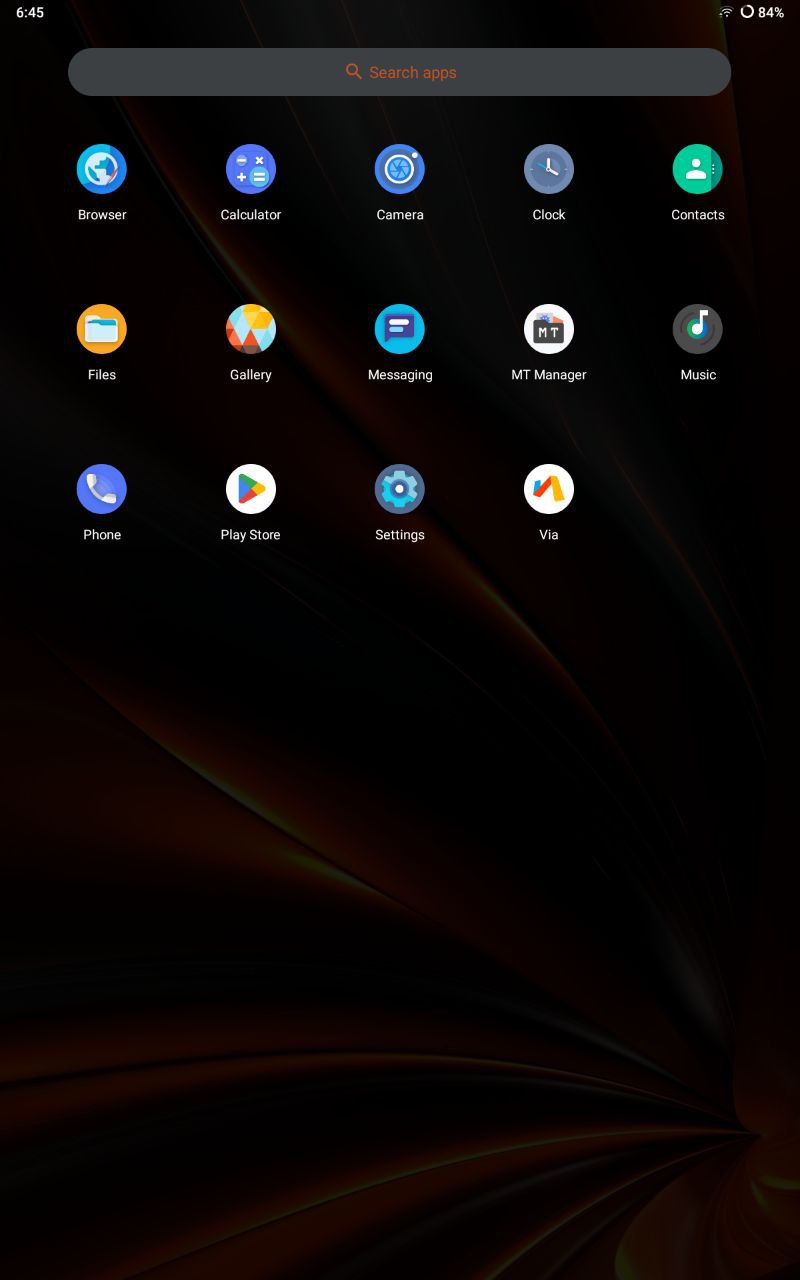 6:45
84%
Search apps
Browser
Calculator
Camera
Clock
Contacts
Files
Gallery
Messaging
MT
MT Manager
Music
Phone
Play Store
Settings
Via